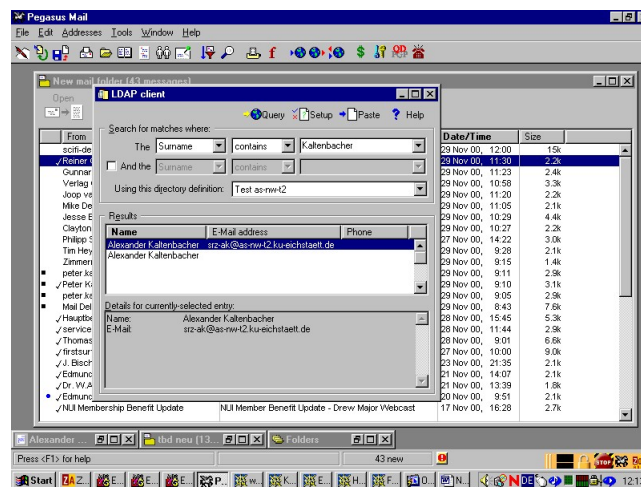 Pegasus Mail
File Edit Addresses Tools Window Help
New mail folder (43 messages)
Open
LDAP client
Query Setup Paste ? Help
Search for matches where:
The Surname contains Kaltenbacher
And the Surname contains
Using this directory definition: Test as-nw-t2
Results
Name E-Mail address Phone
Alexander Kaltenbacher srz-ak@as-nw-t2.ku-eichstaett.de
Alexander Kaltenbacher
Details for currently-selected entry:
Name: Alexander Kaltenbacher
E-Mail: srz-ak@as-nw-t2.ku-eichstaett.de
From Date/Time Size
scifi-de 29 Nov 00, 12:00 15k
Reiner 29 Nov 00, 11:30 2.2k
Gunnar 29 Nov 00, 11:23 2.4k
Verlag 29 Nov 00, 10:58 3.3k
Joop va 29 Nov 00, 11:20 2.2k
Mike De 29 Nov 00, 11:05 2.1k
Jesse E 29 Nov 00, 10:29 4.4k
Clayton 29 Nov 00, 10:27 2.2k
Philipp S 27 Nov 00, 14:22 3.0k
Tim Hey 29 Nov 00, 9:28 2.1k
Zimmer 29 Nov 00, 9:15 1.4k
peter.ka 29 Nov 00, 9:11 2.9k
Peter K 29 Nov 00, 9:10 3.1k
peter.ka 29 Nov 00, 9:05 2.9k
Mail Del 29 Nov 00, 8:43 7.6k
Hauptbe 28 Nov 00, 15:45 5.3k
service 28 Nov 00, 11:44 2.9k
Thomas 28 Nov 00, 9:01 6.6k
firstsur 27 Nov 00, 10:00 9.0k
J. Bisch 23 Nov 00, 21:35 2.1k
Edmund 21 Nov 00, 14:07 2.1k
Dr. W.A 21 Nov 00, 13:39 1.8k
Edmund 20 Nov 00, 9:51 2.1k
NUI Membership Benefit Update NUI Member Benefit Update - Drew Major Webcast 17 Nov 00, 16:28 2.7k
Alexander ... tbd neu (13... Folders
Press <F1> for help 43 new
Start AZ... E... E... E... P... w... K... E... H... F... O... N... DE